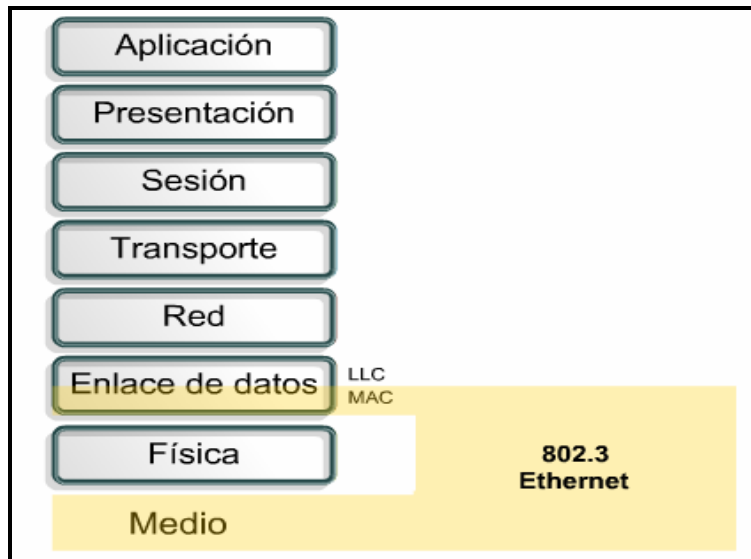 Aplicación
Presentación
Sesión
Transporte
Red
Enlace de datos
LLC
MAC
Física
802.3
Ethernet
Medio